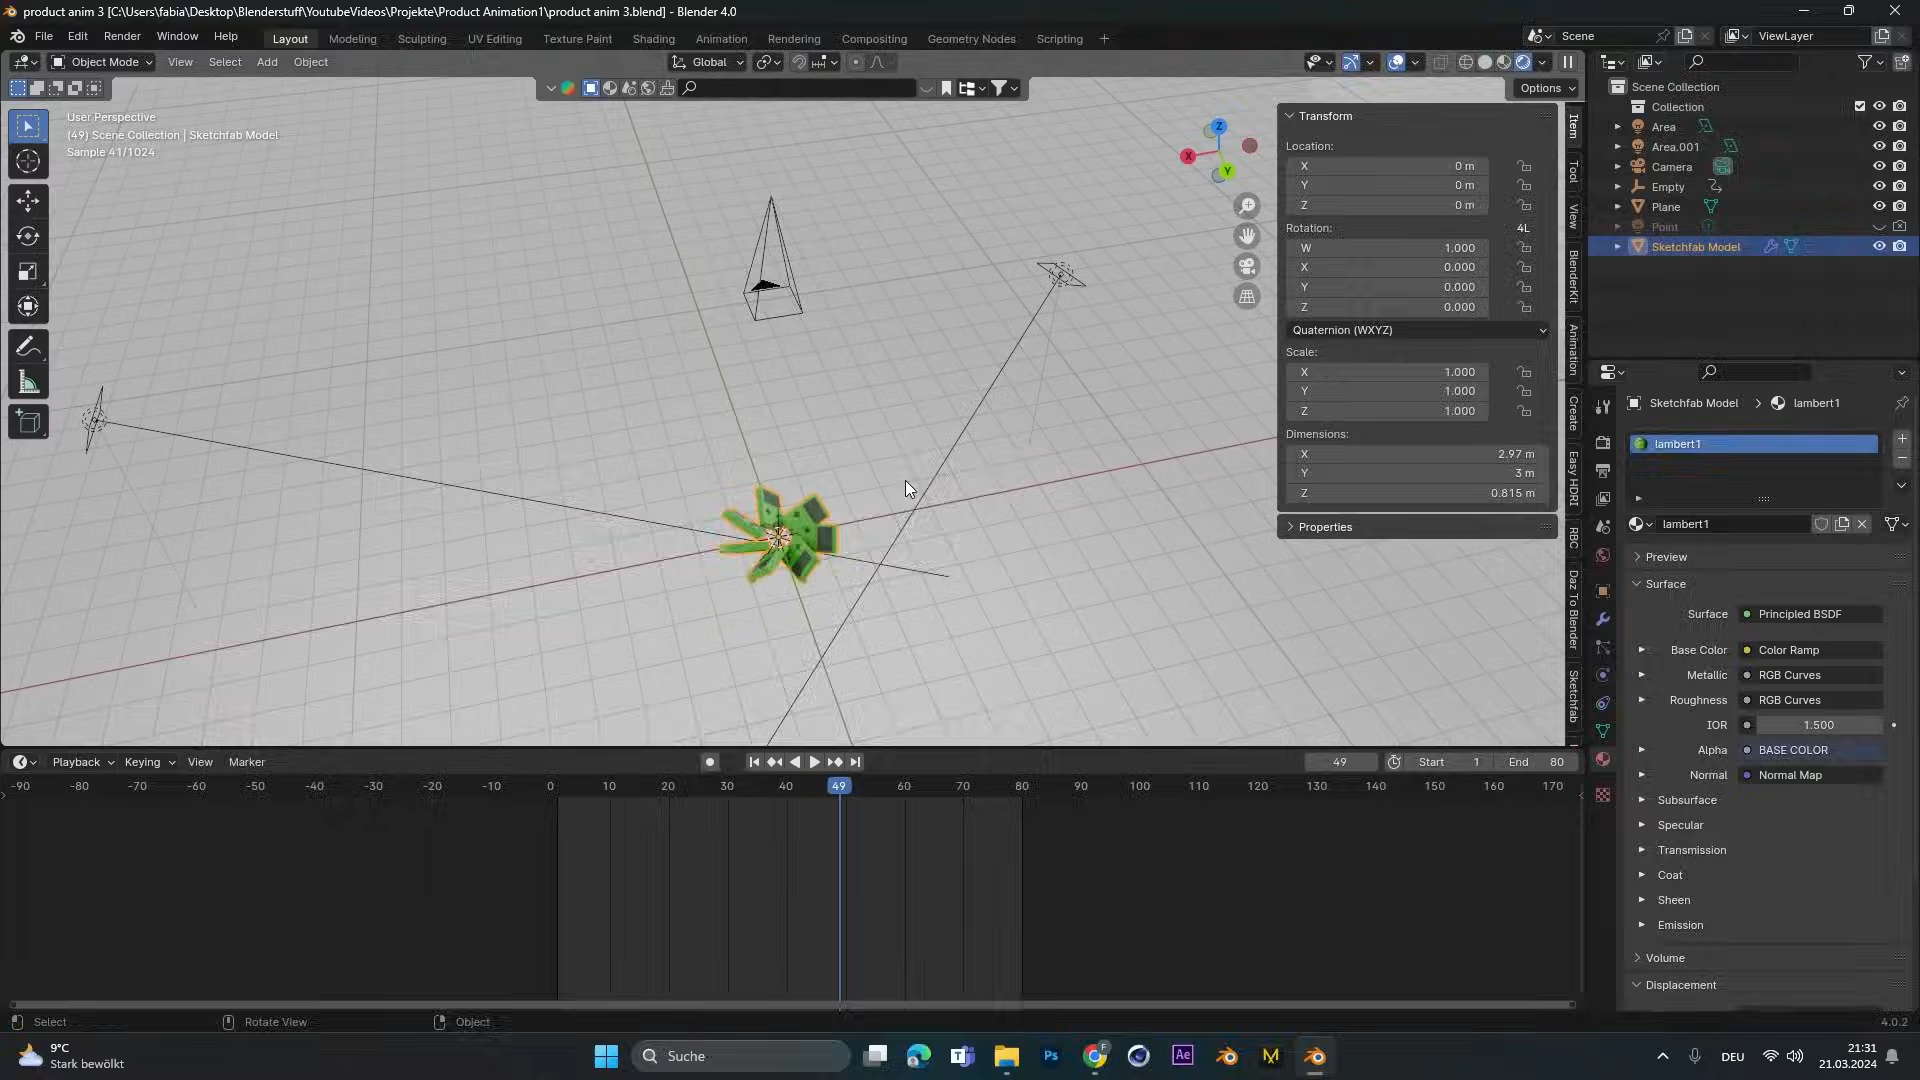 product anim 3 [C:\Users\fabia\Desktop\Blenderstuff\YoutubeVideos\Projekte\Product Animation1\product anim 3.blend] - Blender 4.0
File Edit Render Window Help
Layout Modeling Sculpting UV Editing Texture Paint Shading Animation Rendering Compositing Geometry Nodes Scripting +
Scene ViewLayer
Object Mode View Select Add Object
Global
Options
User Perspective
(49) Scene Collection | Sketchfab Model
Sample 41/1024
Z
X
Y
Transform
Location:
X 0 m
Y 0 m
Z 0 m
Rotation: 4L
W 1.000
X 0.000
Y 0.000
Z 0.000
Quaternion (WXYZ)
Scale:
X 1.000
Y 1.000
Z 1.000
Dimensions:
X 2.97 m
Y 3 m
Z 0.815 m
Properties
Item
Tool
View
BlenderKit
Animation
Create
Easy HDRI
RBC
Daz To Blender
Sketchfab
Scene Collection
Collection
Area
Area.001
Camera
Empty
Plane
Point
Sketchfab Model
Sketchfab Model > lambert1
lambert1
lambert1
Preview
Surface
Surface Principled BSDF
Base Color Color Ramp
Metallic RGB Curves
Roughness RGB Curves
IOR 1.500
Alpha BASE COLOR
Normal Normal Map
Subsurface
Specular
Transmission
Coat
Sheen
Emission
Volume
Displacement
Playback Keying View Marker
49 Start 1 End 80
-90 -80 -70 -60 -50 -40 -30 -20 -10 0 10 20 30 40 49 60 70 80 90 100 110 120 130 140 150 160 170
Select Rotate View Object
4.0.2
9°C
Stark bewölkt
Suche
DEU
21:31
21.03.2024